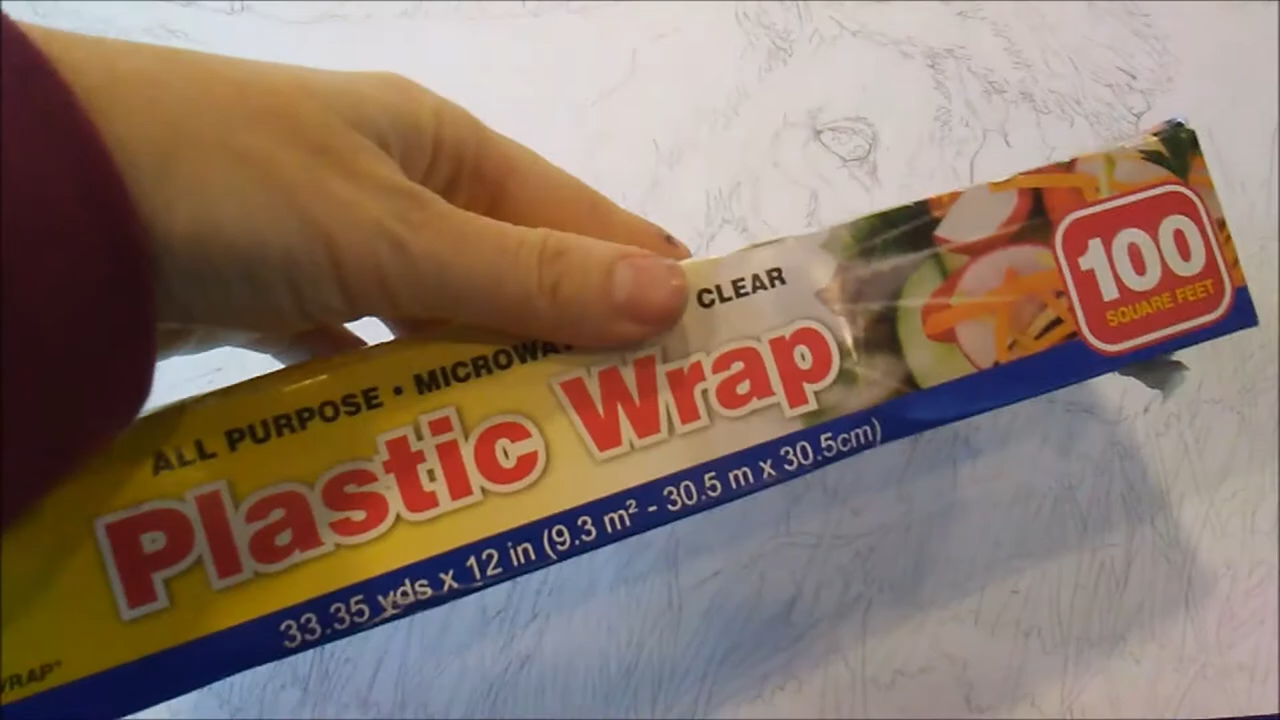 CLEAR
ALL PURPOSE • MICROWA
Plastic Wrap
100
SQUARE FEET
33.35 yds x 12 in (9.3 m² - 30.5 m x 30.5cm)